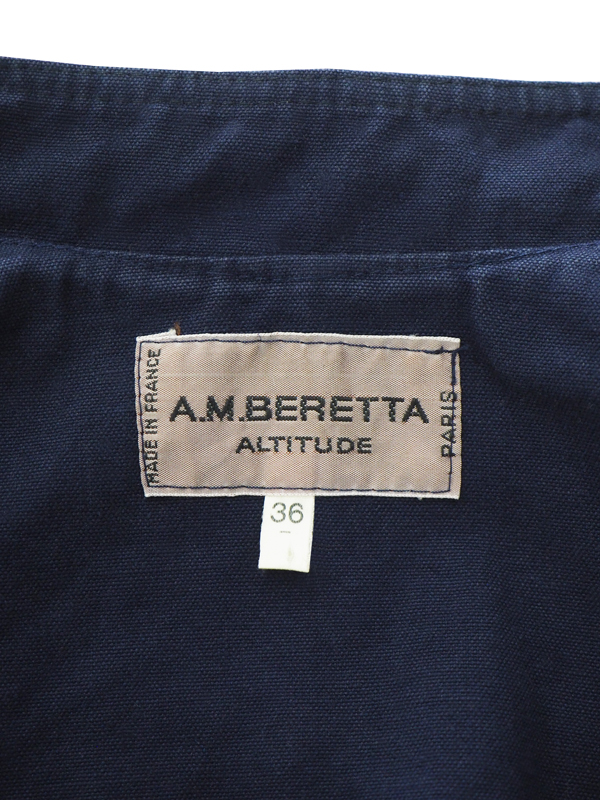 MADE IN FRANCE
A.M.BERETTA
ALTITUDE
PARIS
36